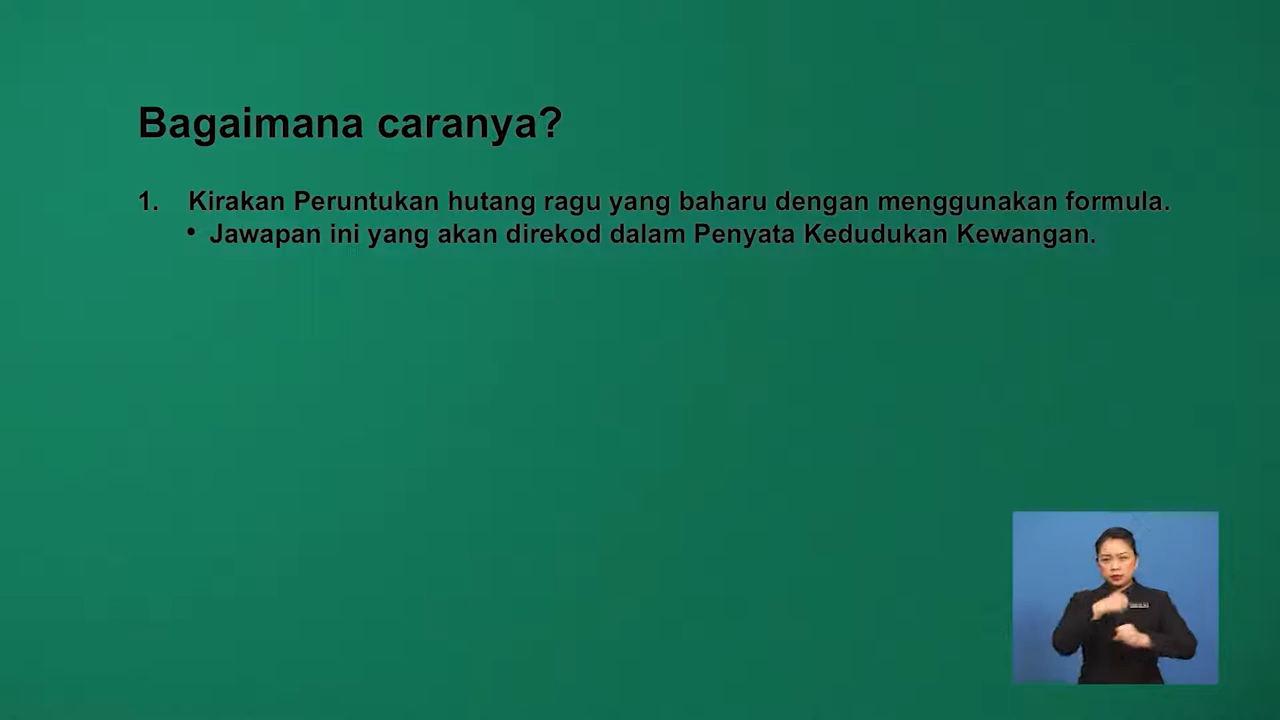 Bagaimana caranya?
1. Kirakan Peruntukan hutang ragu yang baharu dengan menggunakan formula.
• Jawapan ini yang akan direkod dalam Penyata Kedudukan Kewangan.